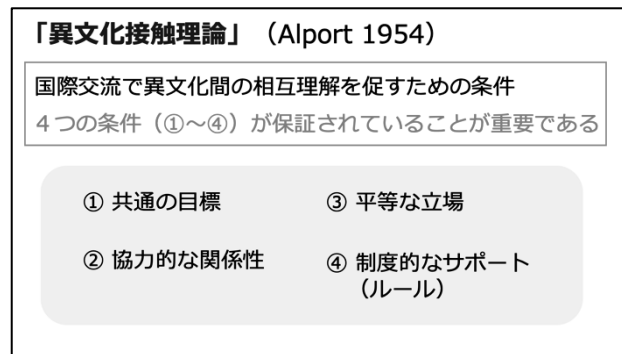 「異文化接触理論」（Alport 1954）
国際交流で異文化間の相互理解を促すための条件
４つの条件（①～④）が保証されていることが重要である
① 共通の目標
② 協力的な関係性
③ 平等な立場
④ 制度的なサポート
（ルール）